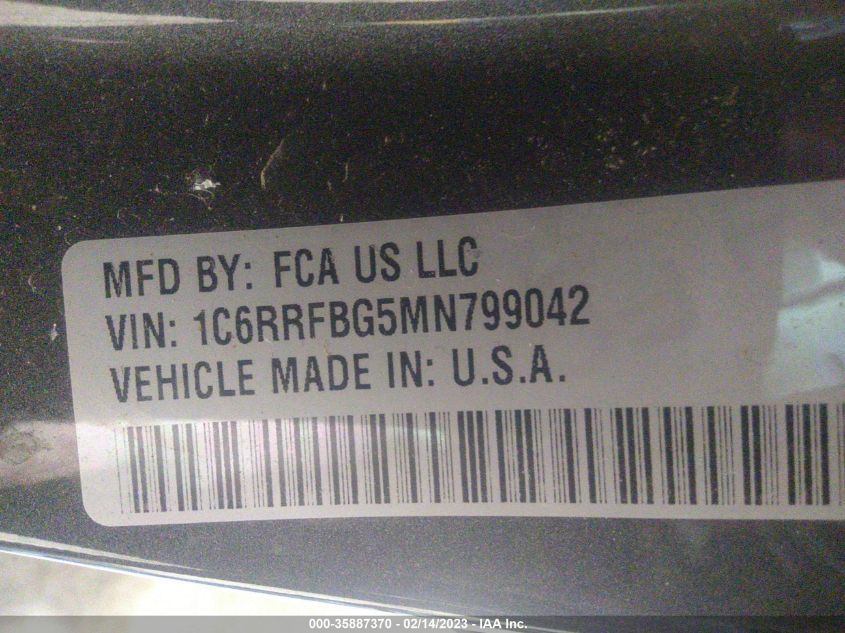 MFD BY: FCA US LLC
VIN: 1C6RRFBG5MN799042
VEHICLE MADE IN: U.S.A.
000-35887370 - 02/14/2023 - IAA Inc.